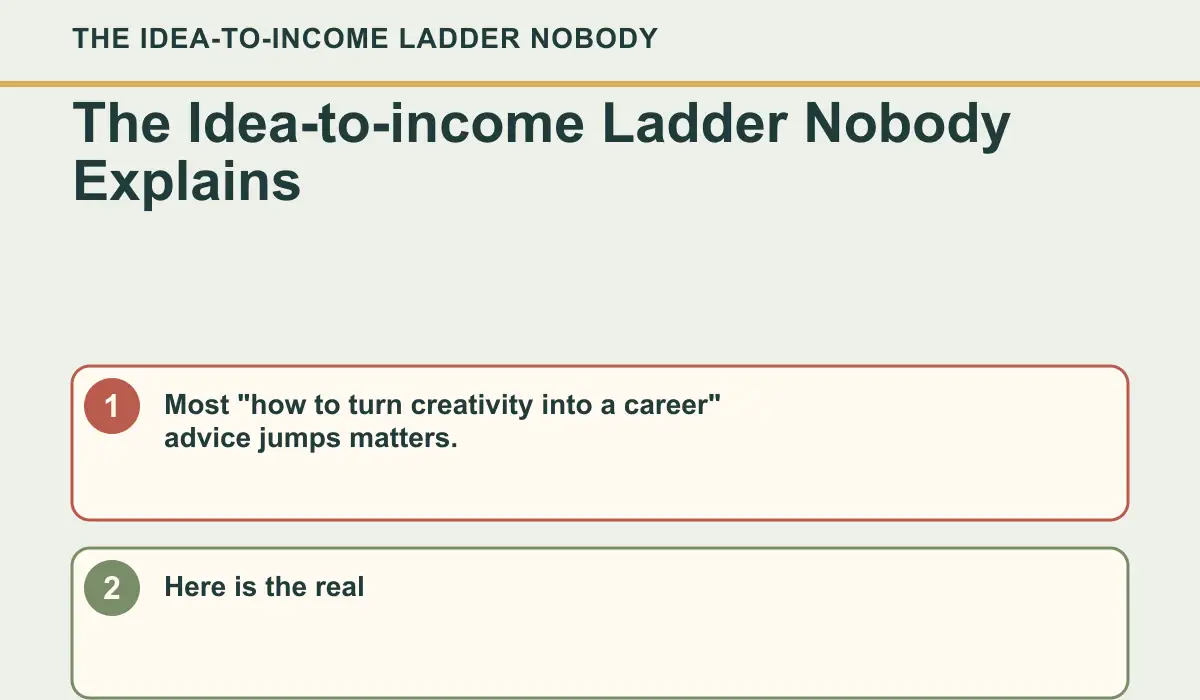 THE IDEA-TO-INCOME LADDER NOBODY
The Idea-to-income Ladder Nobody
Explains
1
Most "how to turn creativity into a career"
advice jumps matters.
2
Here is the real